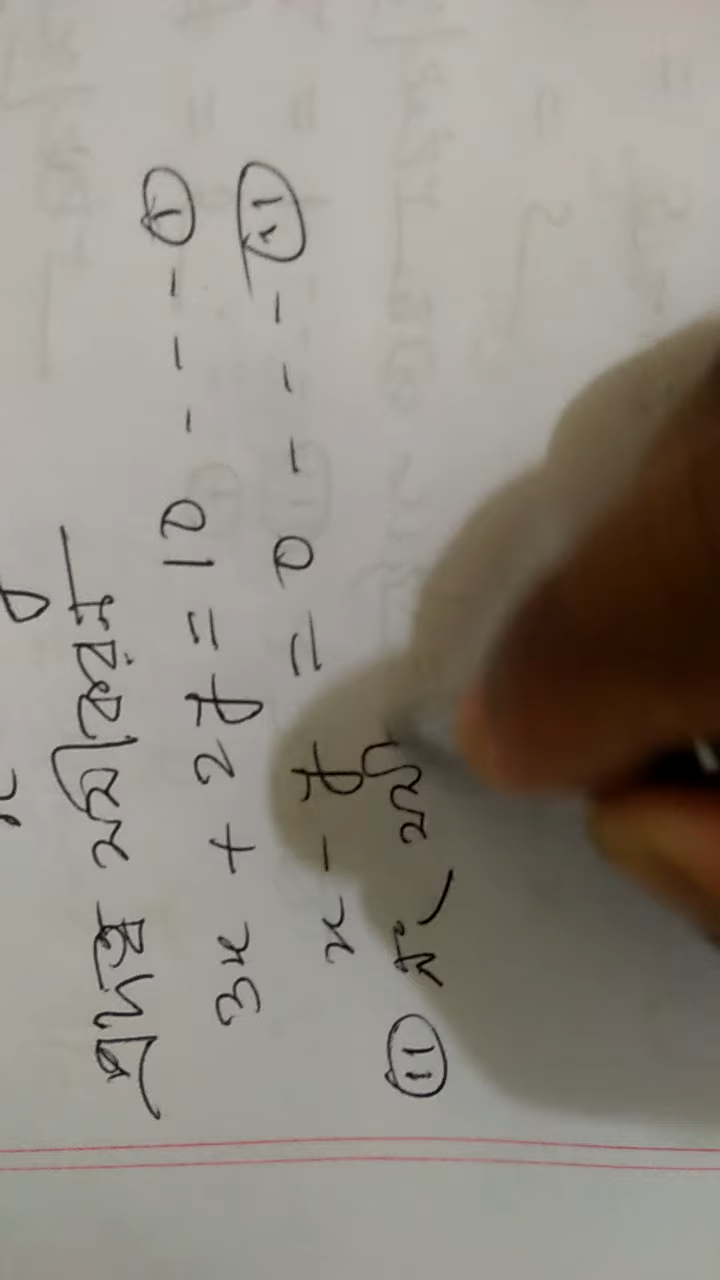 প্রদত্ত সমীকরণ
3x + 2y = 10 - - - (i)
x - y = 0 - - - (ii)
(ii) নং